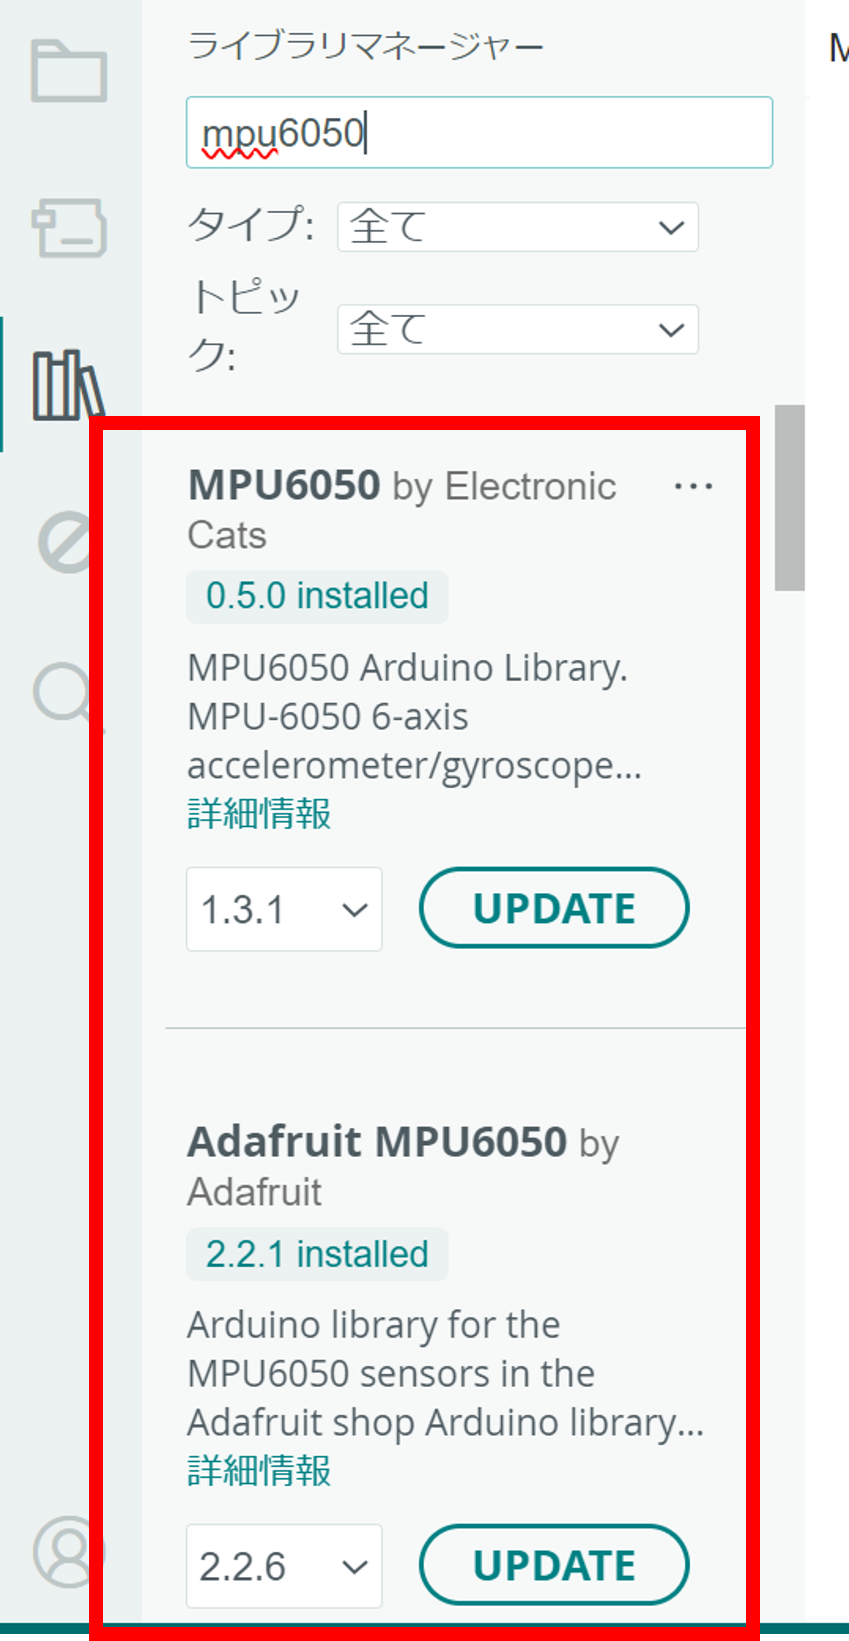 ライブラリマネージャー
M
mpu6050
タイプ: 全て
トピッ
ク: 全て
MPU6050 by Electronic ...
Cats
0.5.0 installed
MPU6050 Arduino Library.
MPU-6050 6-axis
accelerometer/gyroscope...
詳細情報
1.3.1 UPDATE
Adafruit MPU6050 by
Adafruit
2.2.1 installed
Arduino library for the
MPU6050 sensors in the
Adafruit shop Arduino library...
詳細情報
2.2.6 UPDATE